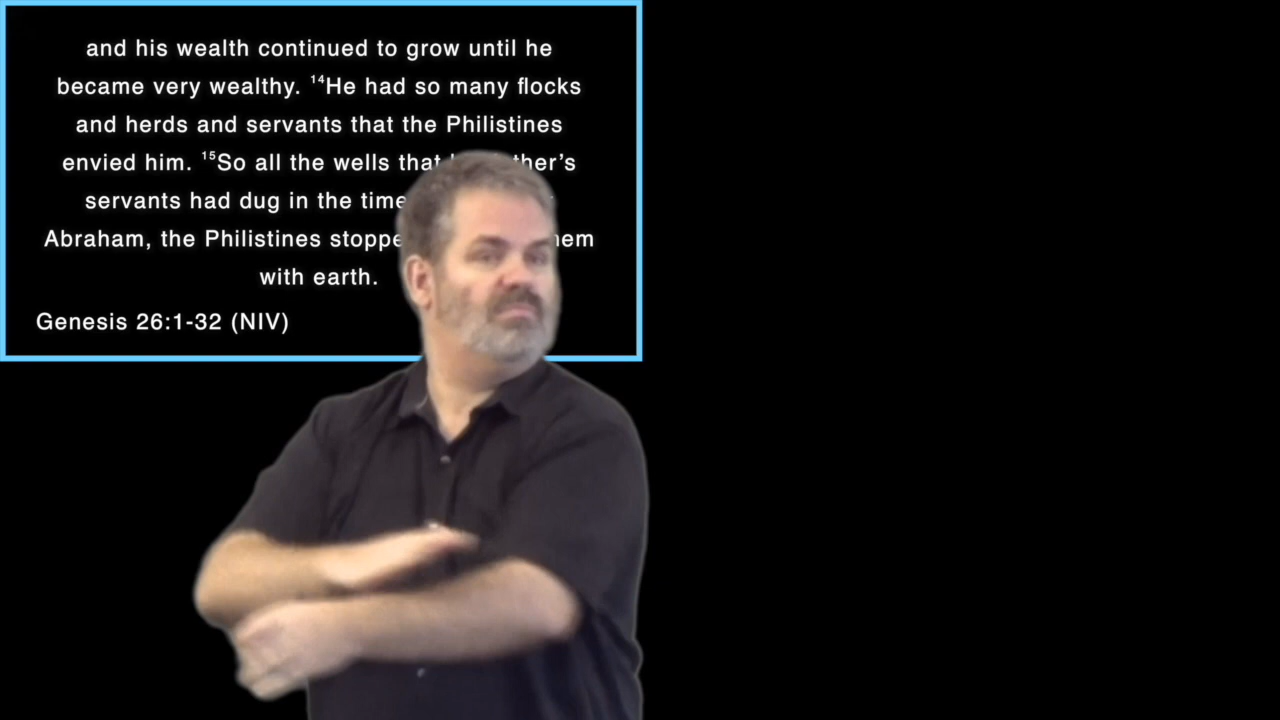 and his wealth continued to grow until he
became very wealthy. ¹⁴He had so many flocks
and herds and servants that the Philistines
envied him. ¹⁵So all the wells that
servants had dug in the time
Abraham, the Philistines
with earth.
Genesis 26:1-32 (NIV)